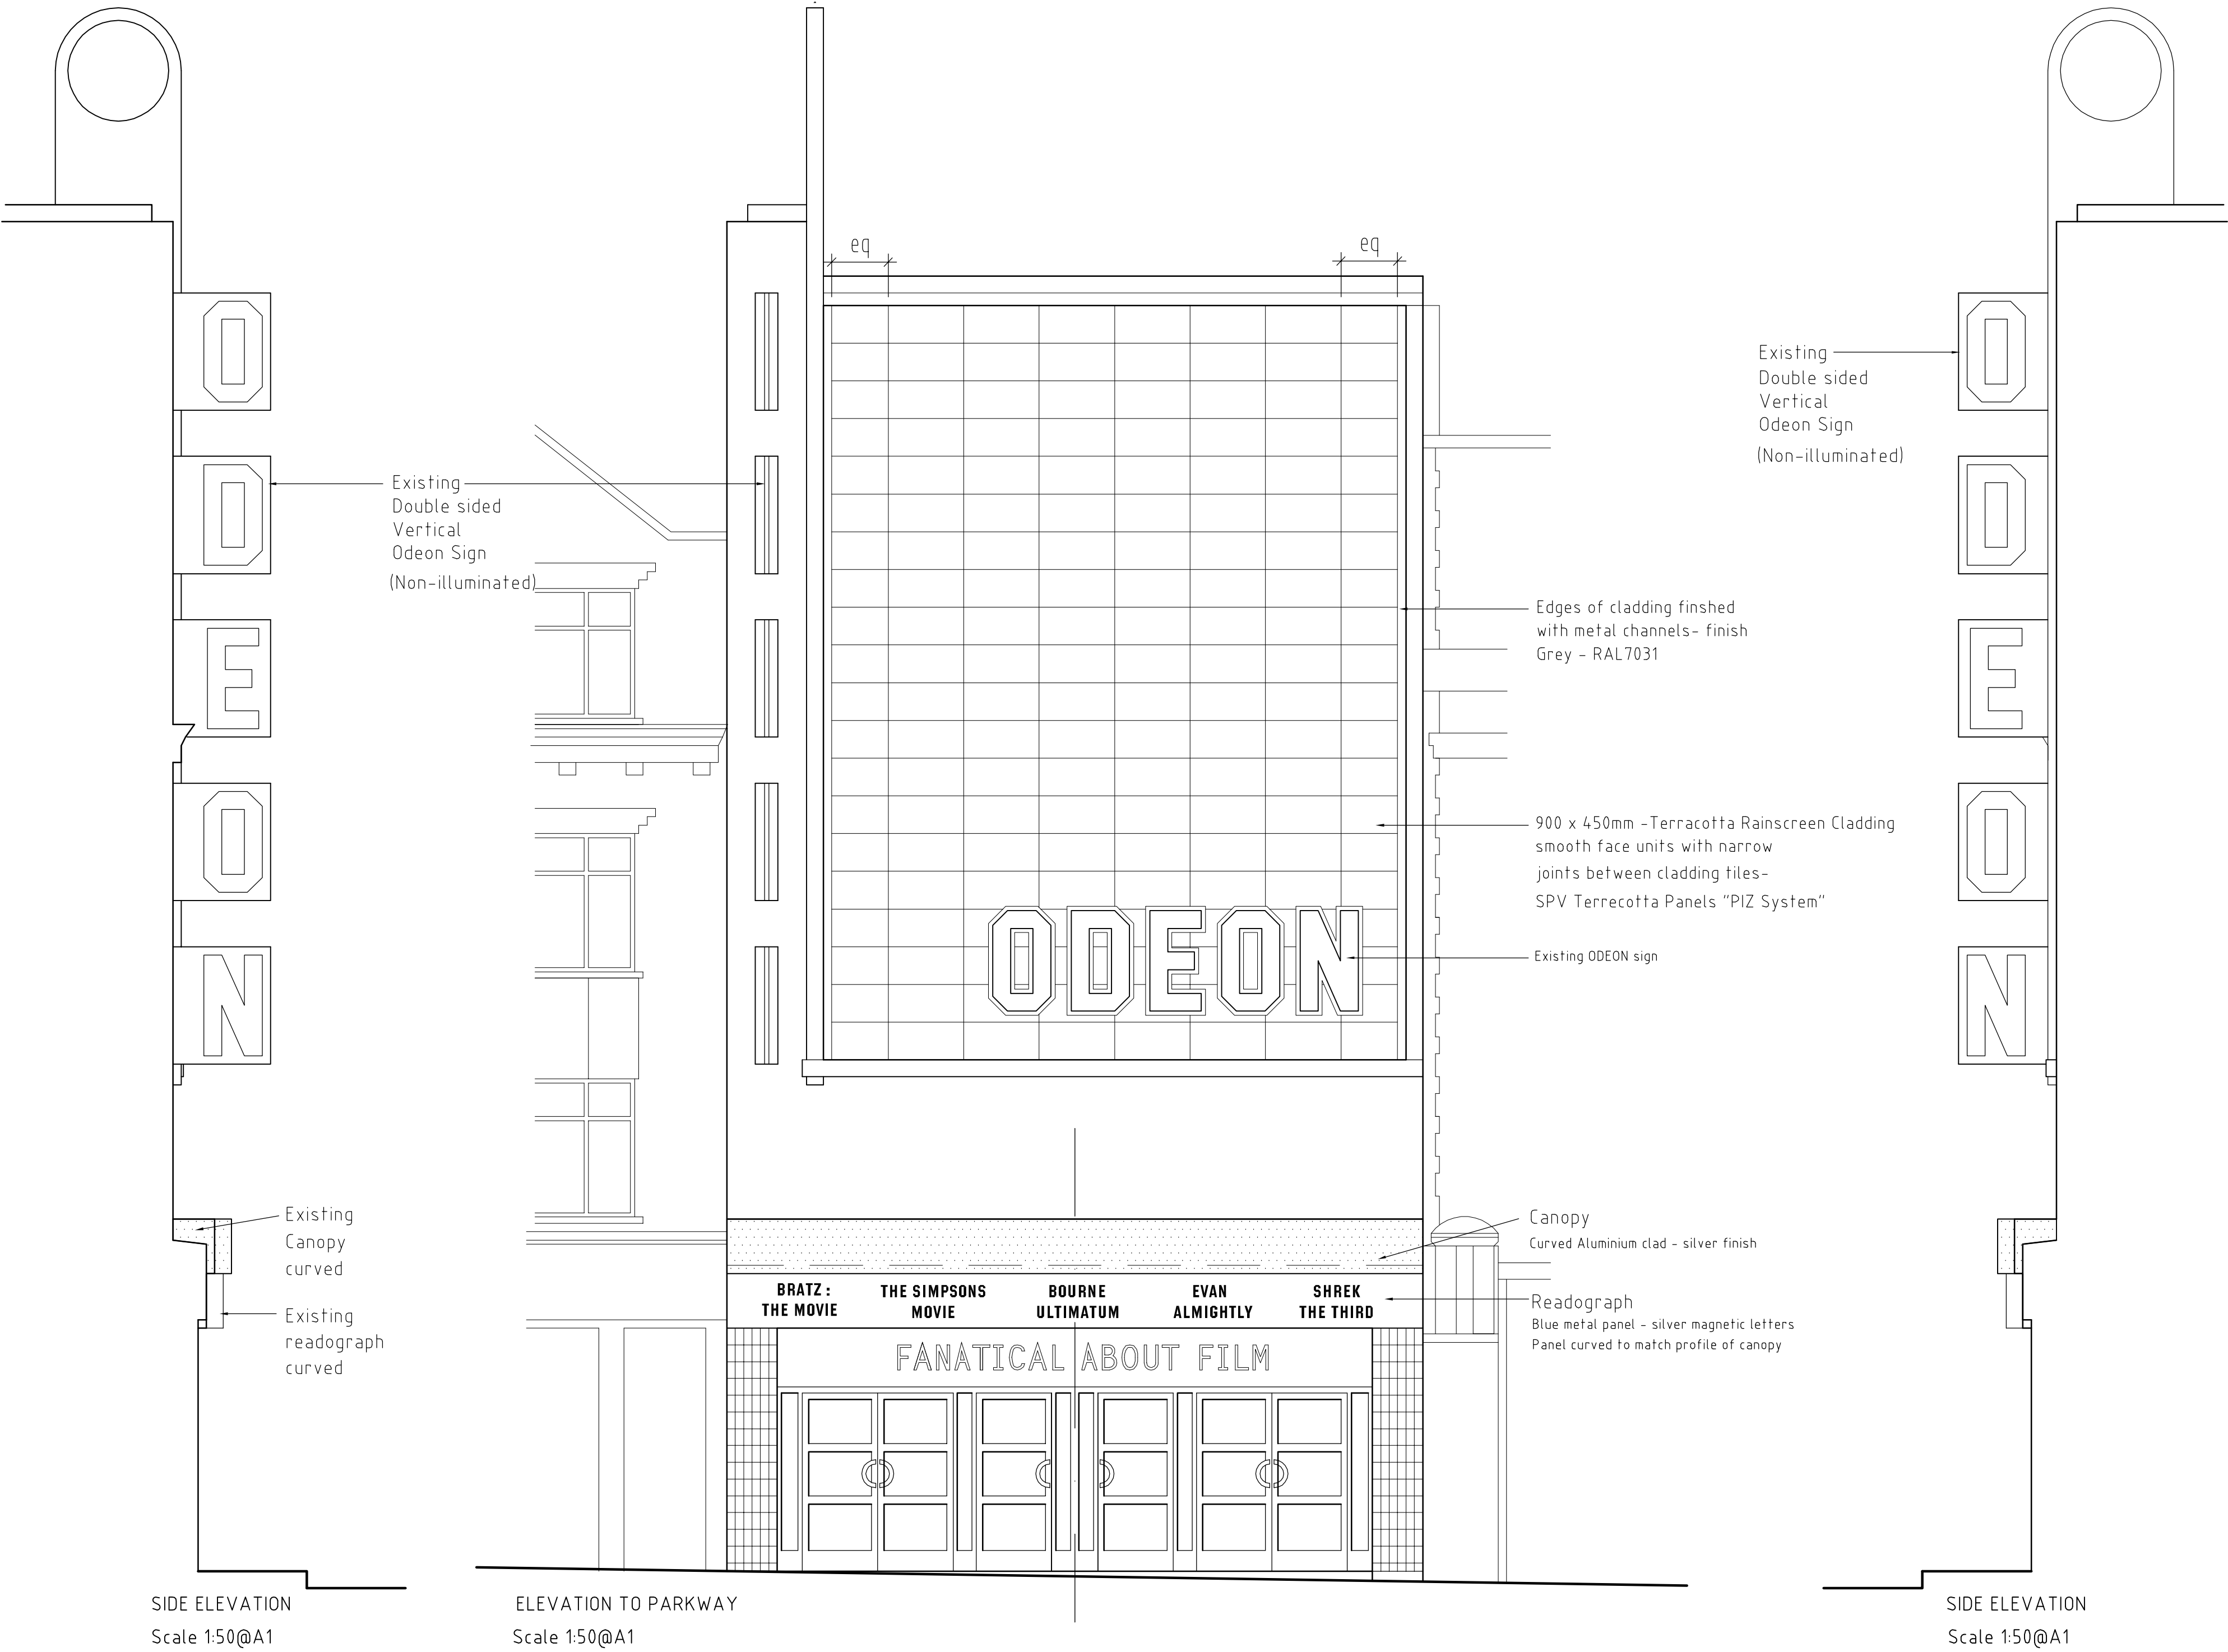 eq
eq
O
D
E
O
N
Existing
Double sided
Vertical
Odeon Sign
(Non-illuminated)
Existing
Double sided
Vertical
Odeon Sign
(Non-illuminated)
O
D
E
O
N
Edges of cladding finshed
with metal channels- finish
Grey - RAL7031
900 x 450mm -Terracotta Rainscreen Cladding
smooth face units with narrow
joints between cladding tiles-
SPV Terrecotta Panels "PIZ System"
ODEON
Existing ODEON sign
Existing
Canopy
curved
Existing
readograph
curved
Canopy
Curved Aluminium clad - silver finish
BRATZ :
THE MOVIE
THE SIMPSONS
MOVIE
BOURNE
ULTIMATUM
EVAN
ALMIGHTLY
SHREK
THE THIRD
Readograph
Blue metal panel - silver magnetic letters
Panel curved to match profile of canopy
FANATICAL ABOUT FILM
SIDE ELEVATION
Scale 1:50@A1
ELEVATION TO PARKWAY
Scale 1:50@A1
SIDE ELEVATION
Scale 1:50@A1